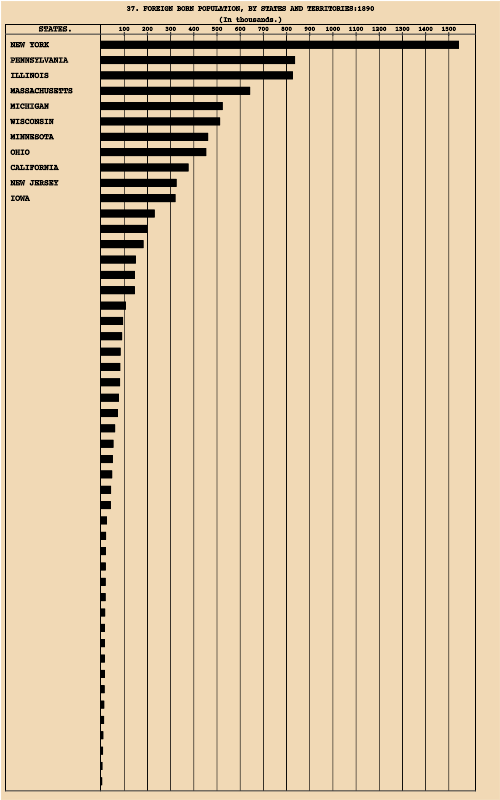 37. FOREIGN BORN POPULATION, BY STATES AND TERRITORIES:1890
(In thousands.)
STATES. 100 200 300 400 500 600 700 800 900 1000 1100 1200 1300 1400 1500
NEW YORK
PENNSYLVANIA
ILLINOIS
MASSACHUSETTS
MICHIGAN
WISCONSIN
MINNESOTA
OHIO
CALIFORNIA
NEW JERSEY
IOWA